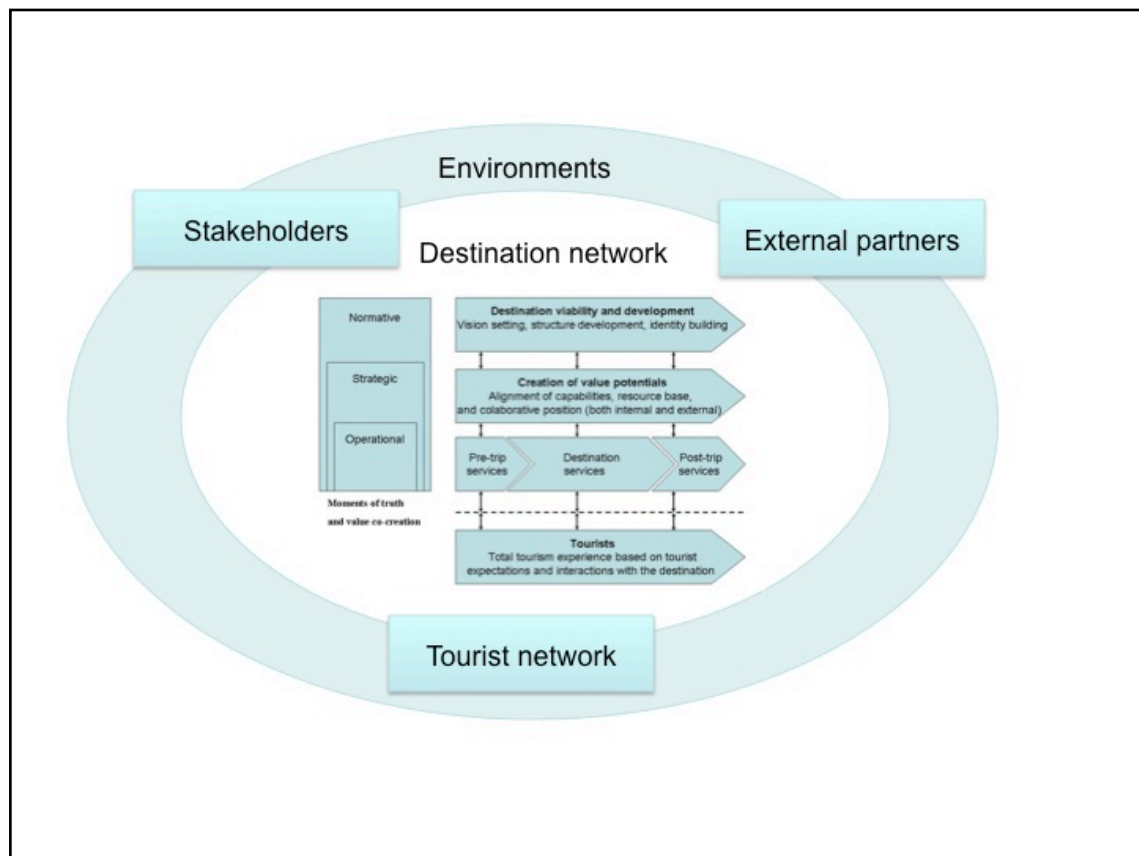 Environments
Stakeholders
External partners
Destination network
Normative
Strategic
Operational
Moments of truth
and value co-creation
Destination viability and development
Vision setting, structure development, identity building
Creation of value potentials
Alignment of capabilities, resource base,
and colaborative position (both internal and external)
Pre-trip
services
Destination
services
Post-trip
services
Tourists
Total tourism experience based on tourist
expectations and interactions with the destination
Tourist network